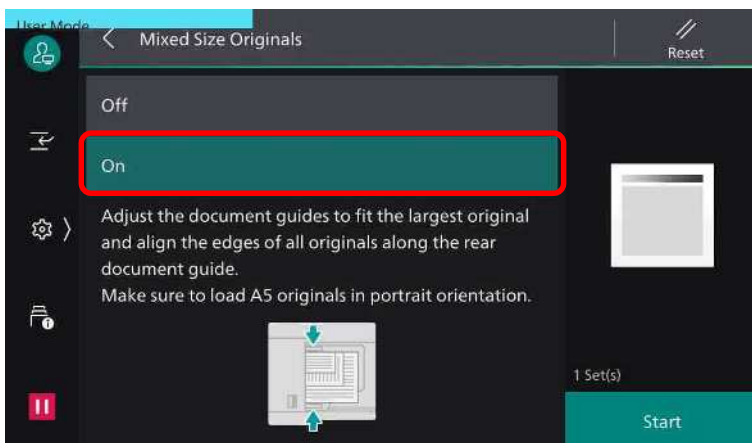 User Mode
Mixed Size Originals
Reset
Off
On
Adjust the document guides to fit the largest original
and align the edges of all originals along the rear
document guide.
Make sure to load A5 originals in portrait orientation.
1 Set(s)
Start